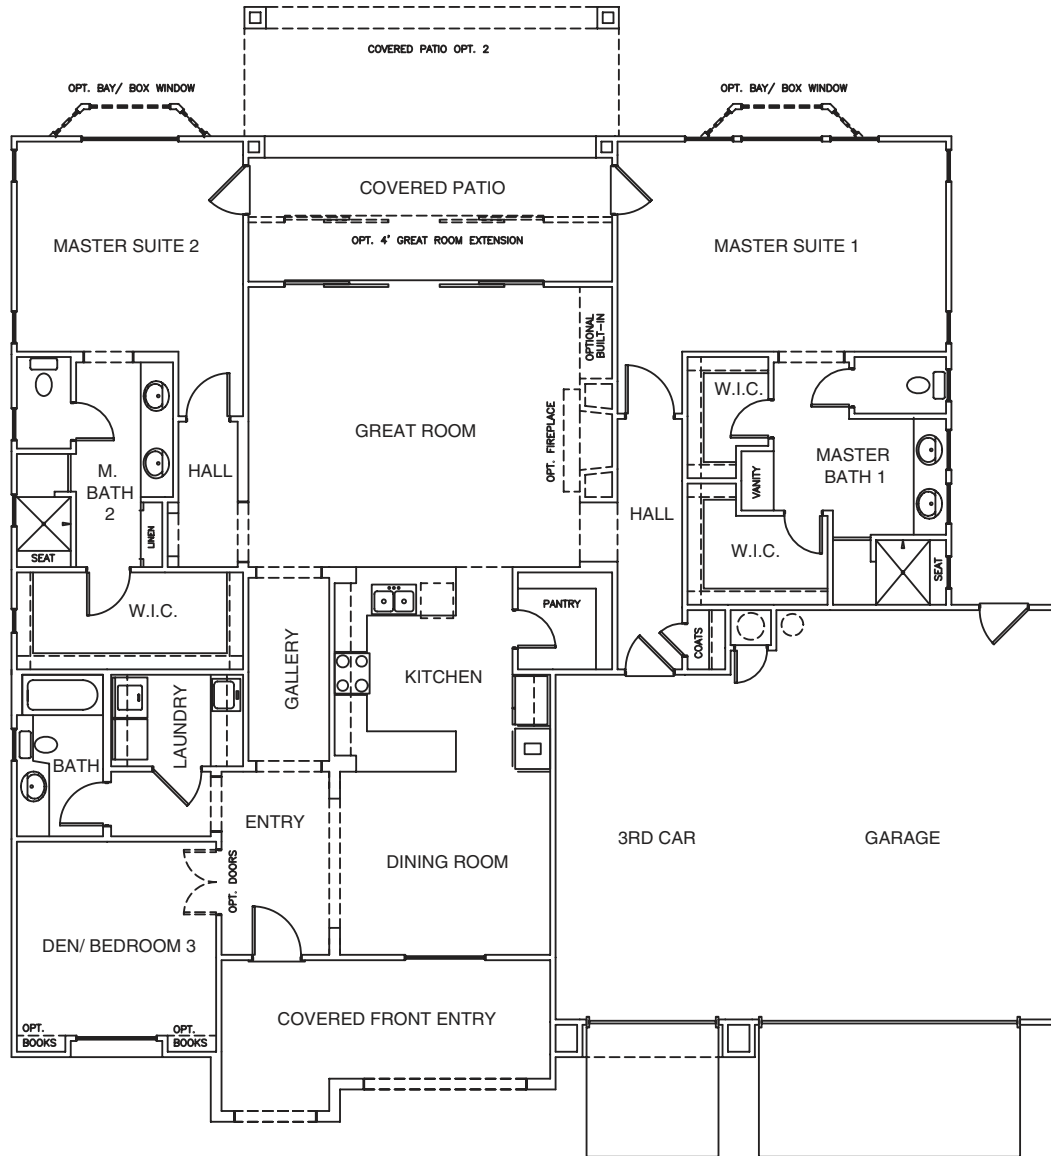 COVERED PATIO OPT. 2
OPT. BAY/ BOX WINDOW
OPT. BAY/ BOX WINDOW
COVERED PATIO
MASTER SUITE 2
OPT. 4' GREAT ROOM EXTENSION
MASTER SUITE 1
OPTIONAL
BUILT-IN
W.I.C.
GREAT ROOM
OPT. FIREPLACE
HALL
M.
BATH
2
MASTER
BATH 1
VANITY
HALL
LINEN
SEAT
W.I.C.
SEAT
W.I.C.
PANTRY
COATS
GALLERY
KITCHEN
LAUNDRY
BATH
ENTRY
3RD CAR
GARAGE
DINING ROOM
OPT. DOORS
DEN/ BEDROOM 3
COVERED FRONT ENTRY
OPT.
BOOKS
OPT.
BOOKS